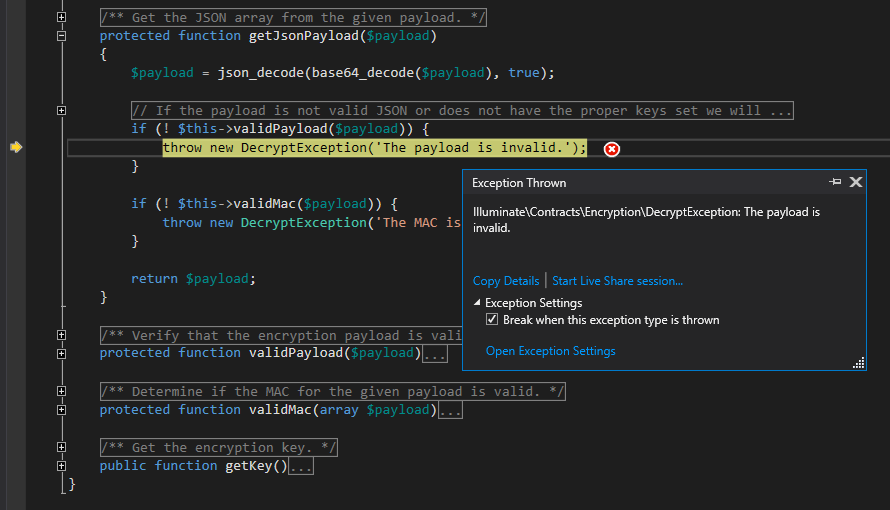 /** Get the JSON array from the given payload. */
protected function getJsonPayload($payload)
{
$payload = json_decode(base64_decode($payload), true);
// If the payload is not valid JSON or does not have the proper keys set we will ...
if (! $this->validPayload($payload)) {
throw new DecryptException('The payload is invalid.');
}
if (! $this->validMac($payload)) {
throw new DecryptException('The MAC is
}
return $payload;
}
/** Verify that the encryption payload is vali
protected function validPayload($payload)...
/** Determine if the MAC for the given payload is valid. */
protected function validMac(array $payload)...
/** Get the encryption key. */
public function getKey()...
}
Exception Thrown
Illuminate\Contracts\Encryption\DecryptException: The payload is
invalid.
Copy Details | Start Live Share session...
Exception Settings
Break when this exception type is thrown
Open Exception Settings